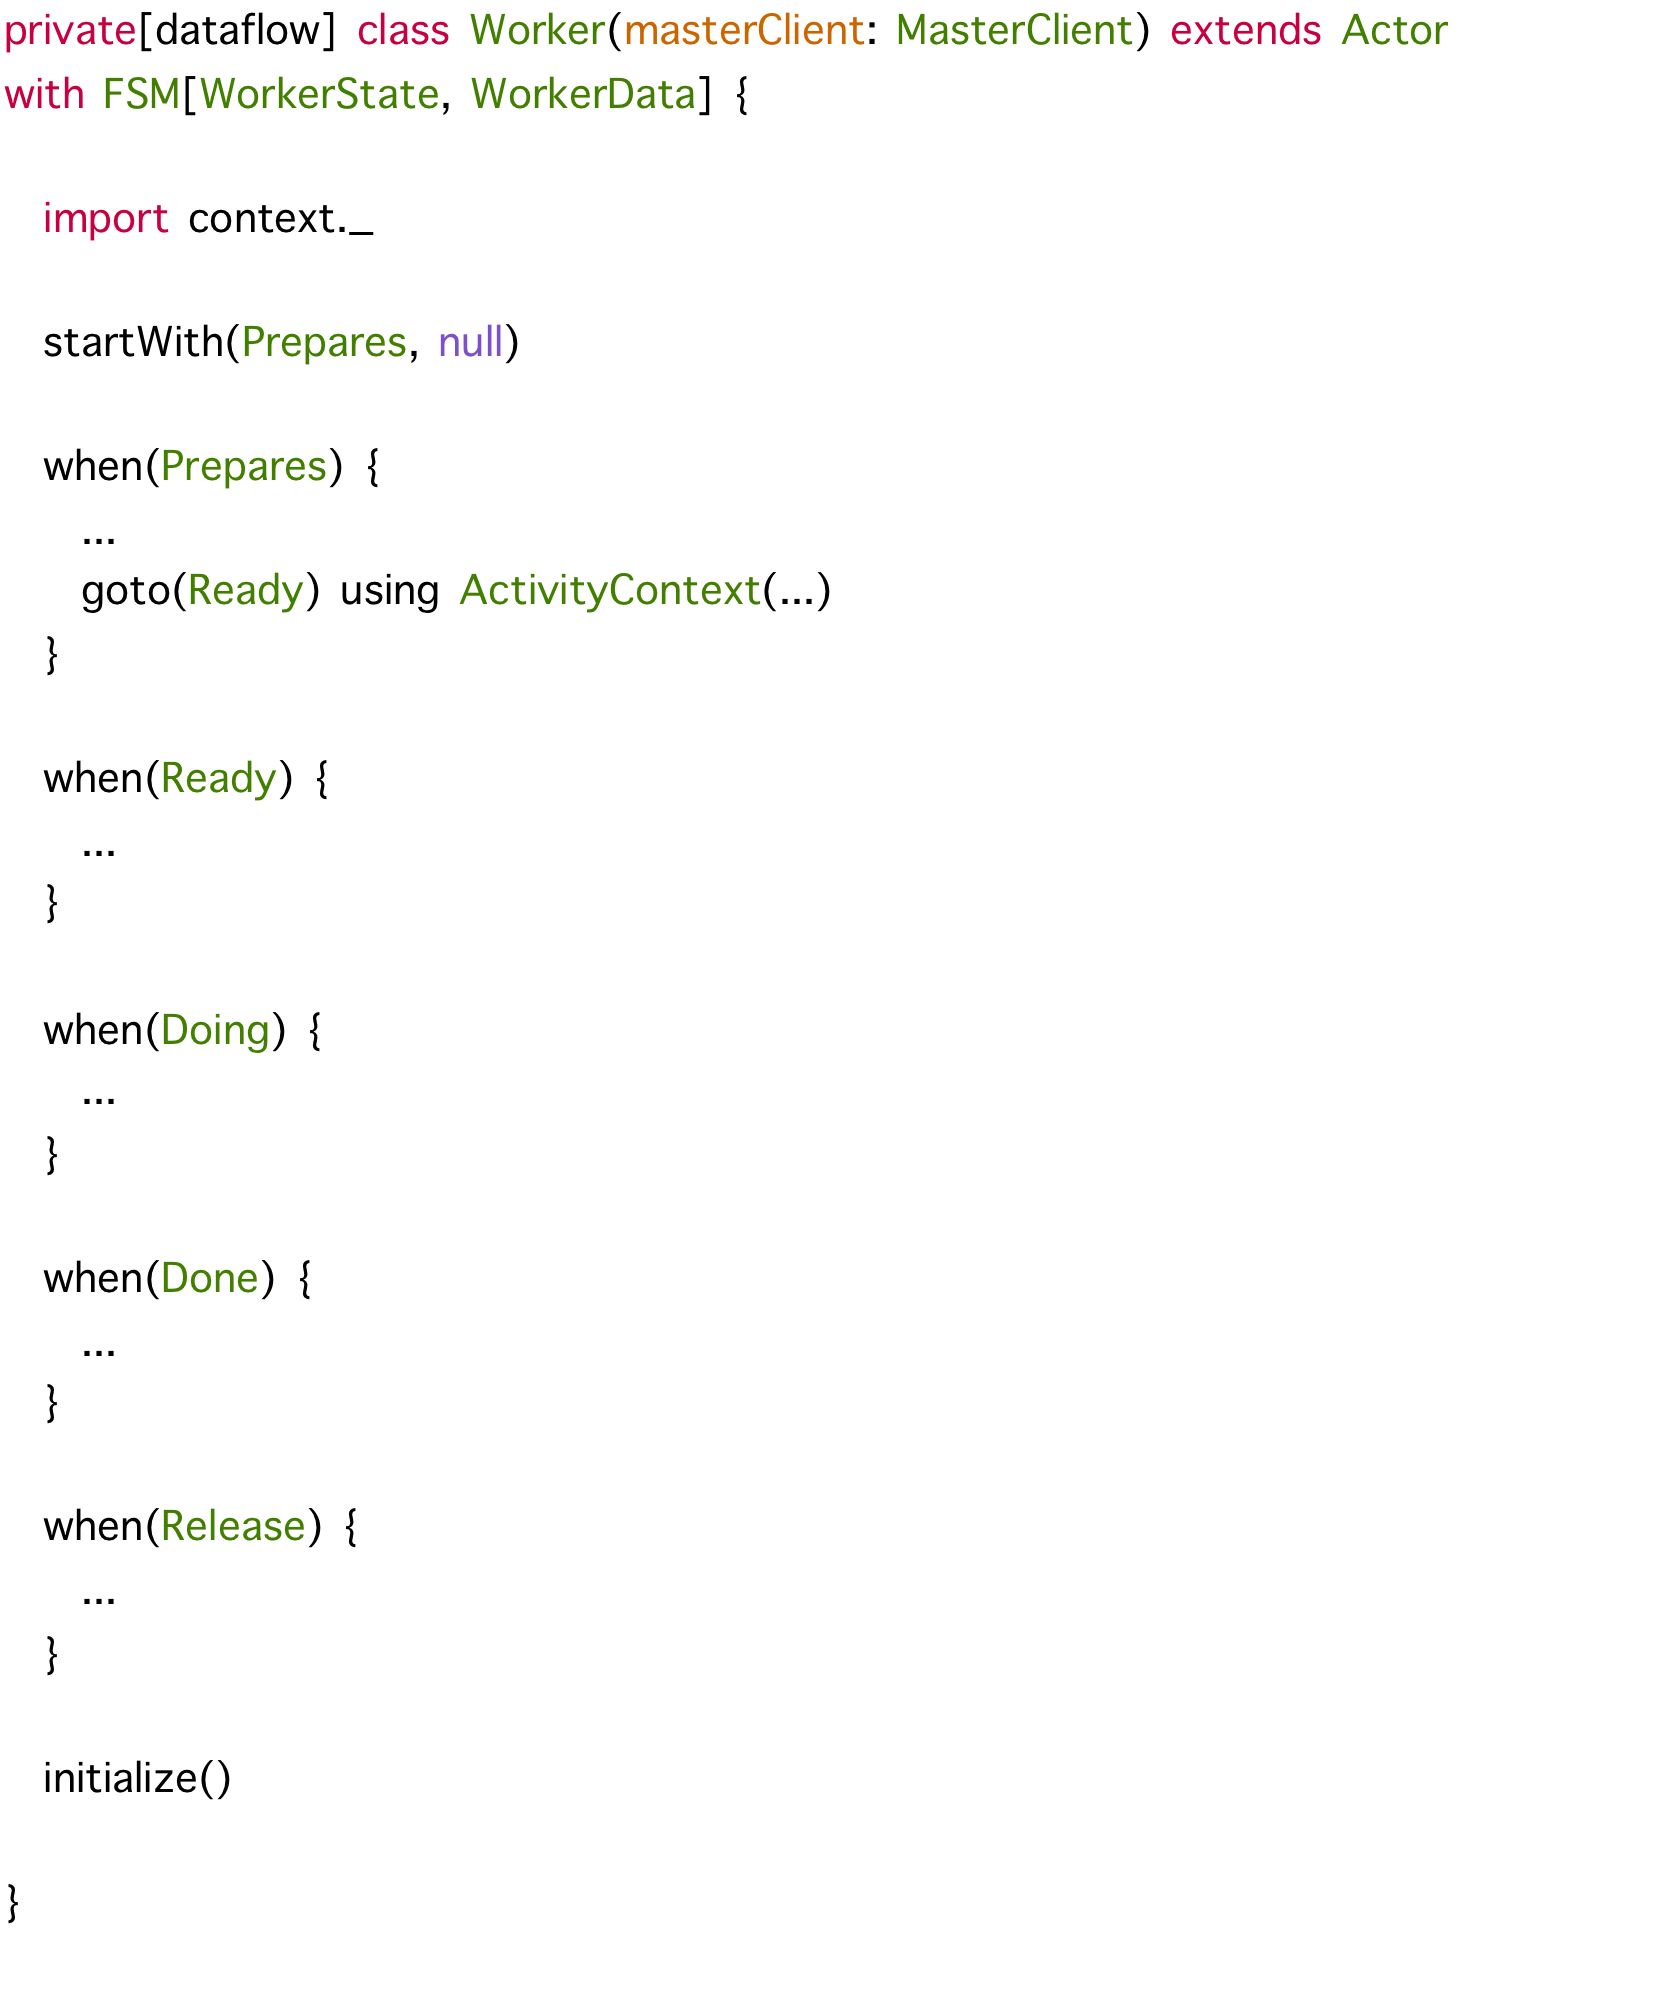 private[dataflow] class Worker(masterClient: MasterClient) extends Actor
with FSM[WorkerState, WorkerData] {
import context._
startWith(Prepares, null)
when(Prepares) {
...
goto(Ready) using ActivityContext(...)
}
when(Ready) {
...
}
when(Doing) {
...
}
when(Done) {
...
}
when(Release) {
...
}
initialize()
}